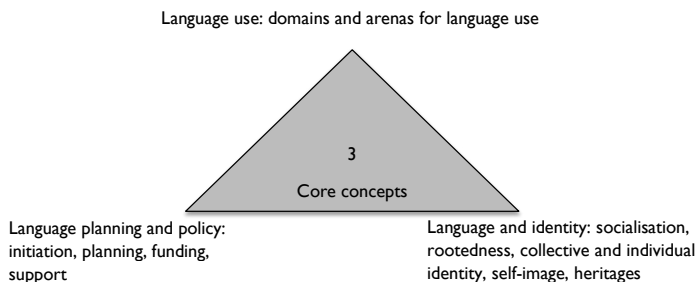 Language use: domains and arenas for language use
3
Core concepts
Language planning and policy:
initiation, planning, funding,
support
Language and identity: socialisation,
rootedness, collective and individual
identity, self-image, heritages